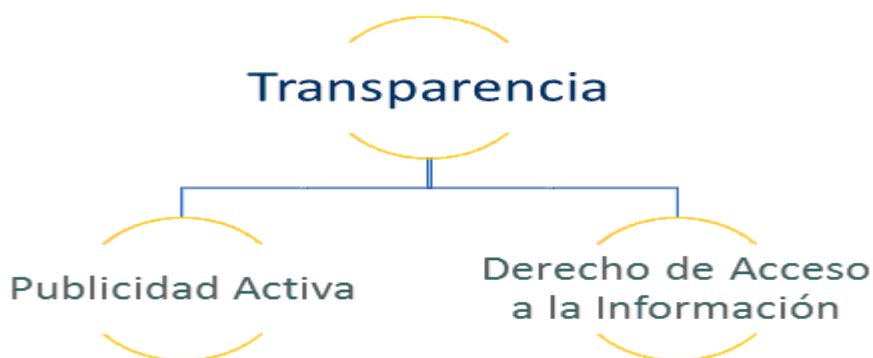 Transparencia
Publicidad Activa
Derecho de Acceso
a la Información